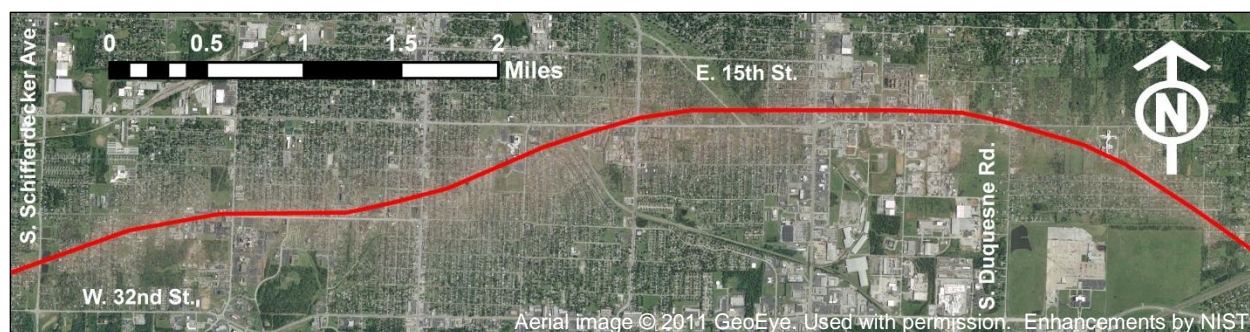 S. Schifferdecker Ave.
0 0.5 1 1.5 2
Miles
E. 15th St.
N
S. Duquesne Rd.
W. 32nd St.,
Aerial image © 2011 GeoEye. Used with permission. Enhancements by NIST